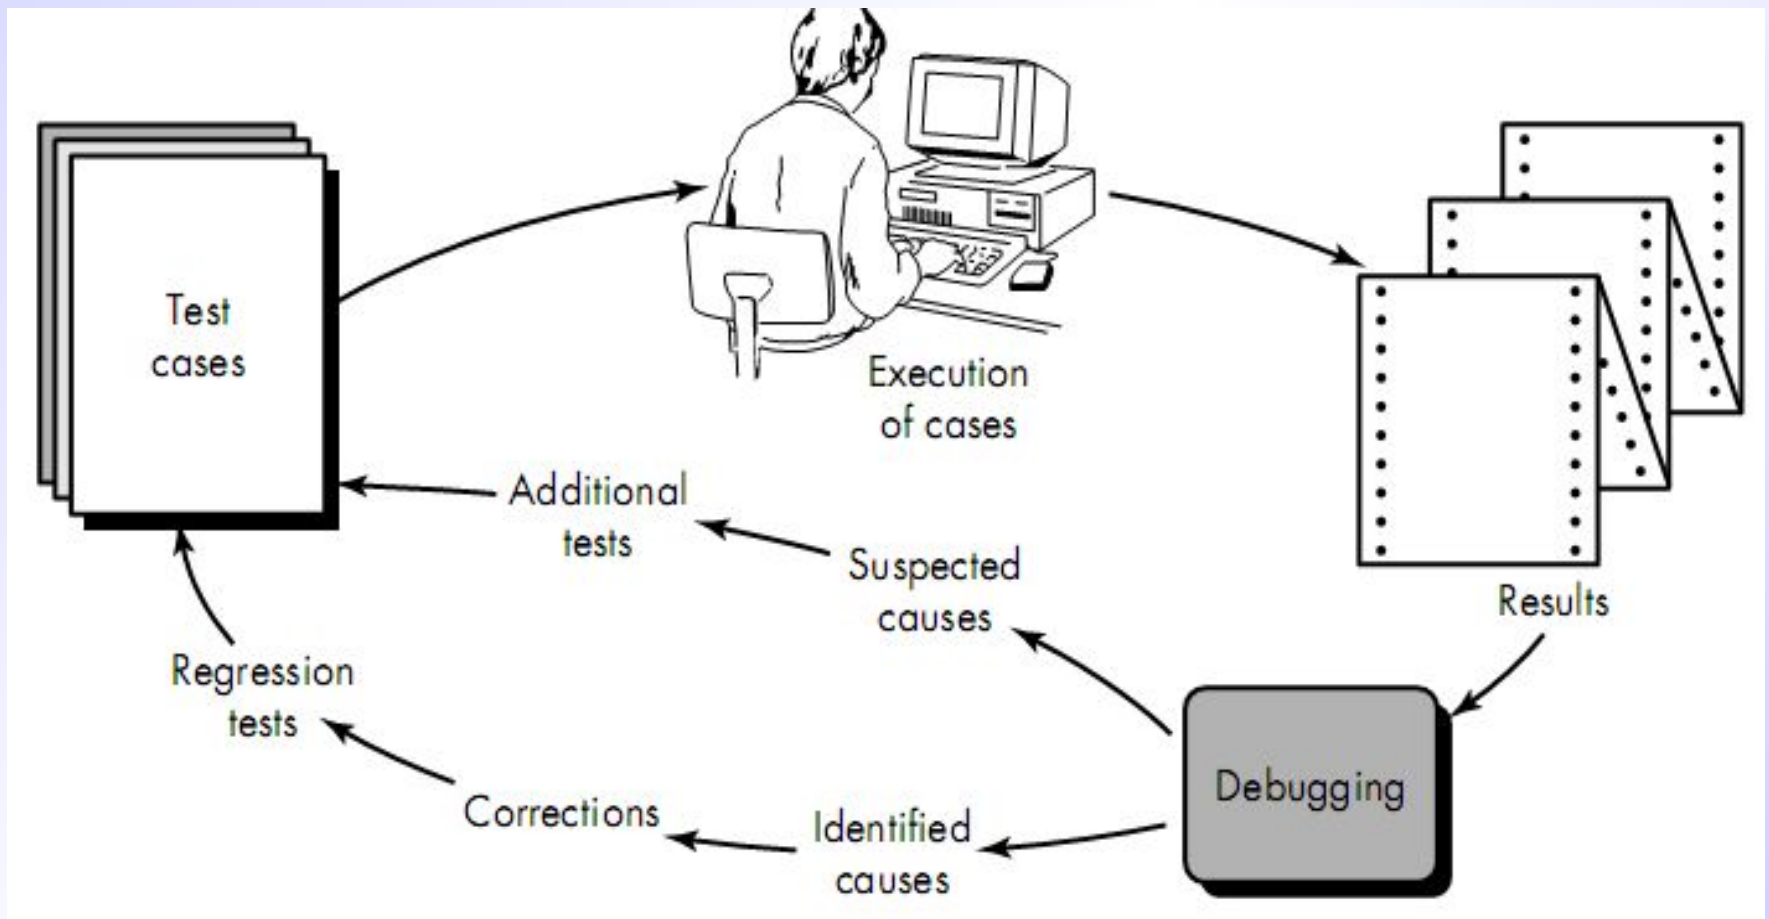 Test
cases
Execution
of cases
Additional
tests
Suspected
causes
Results
Regression
tests
Debugging
Corrections
Identified
causes